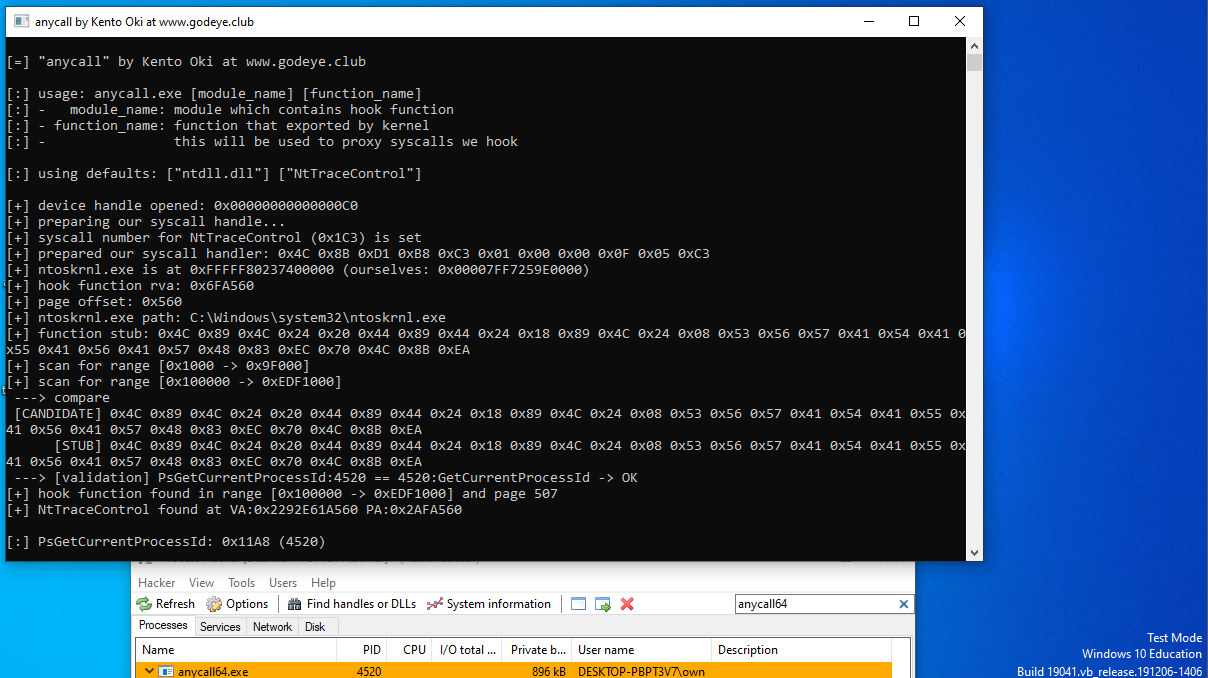 anycall by Kento Oki at www.godeye.club
[=] "anycall" by Kento Oki at www.godeye.club
[:] usage: anycall.exe [module_name] [function_name]
[:] -   module_name: module which contains hook function
[:] - function_name: function that exported by kernel
[:] -                this will be used to proxy syscalls we hook
[:] using defaults: ["ntdll.dll"] ["NtTraceControl"]
[+] device handle opened: 0x00000000000000C0
[+] preparing our syscall handle...
[+] syscall number for NtTraceControl (0x1C3) is set
[+] prepared our syscall handler: 0x4C 0x8B 0xD1 0xB8 0xC3 0x01 0x00 0x00 0x0F 0x05 0xC3
[+] ntoskrnl.exe is at 0xFFFFF80237400000 (ourselves: 0x00007FF7259E0000)
[+] hook function rva: 0x6FA560
[+] page offset: 0x560
[+] ntoskrnl.exe path: C:\Windows\system32\ntoskrnl.exe
[+] function stub: 0x4C 0x89 0x4C 0x24 0x20 0x44 0x89 0x44 0x24 0x18 0x89 0x4C 0x24 0x08 0x53 0x56 0x57 0x41 0x54 0x41 0
x55 0x41 0x56 0x41 0x57 0x48 0x83 0xEC 0x70 0x4C 0x8B 0xEA
[+] scan for range [0x1000 -> 0x9F000]
[+] scan for range [0x100000 -> 0xEDF1000]
---> compare
[CANDIDATE] 0x4C 0x89 0x4C 0x24 0x20 0x44 0x89 0x44 0x24 0x18 0x89 0x4C 0x24 0x08 0x53 0x56 0x57 0x41 0x54 0x41 0x55 0x
41 0x56 0x41 0x57 0x48 0x83 0xEC 0x70 0x4C 0x8B 0xEA
[STUB] 0x4C 0x89 0x4C 0x24 0x20 0x44 0x89 0x44 0x24 0x18 0x89 0x4C 0x24 0x08 0x53 0x56 0x57 0x41 0x54 0x41 0x55 0x
41 0x56 0x41 0x57 0x48 0x83 0xEC 0x70 0x4C 0x8B 0xEA
---> [validation] PsGetCurrentProcessId:4520 == 4520:GetCurrentProcessId -> OK
[+] hook function found in range [0x100000 -> 0xEDF1000] and page 507
[+] NtTraceControl found at VA:0x2292E61A560 PA:0x2AFA560
[:] PsGetCurrentProcessId: 0x11A8 (4520)
Hacker View Tools Users Help
Refresh Options Find handles or DLLs System information anycall64
Processes Services Network Disk
Name PID CPU I/O total ... Private b... User name Description
anycall64.exe 4520 896 kB DESKTOP-PBPT3V7\own
Test Mode
Windows 10 Education
Build 19041.vb_release.191206-1406